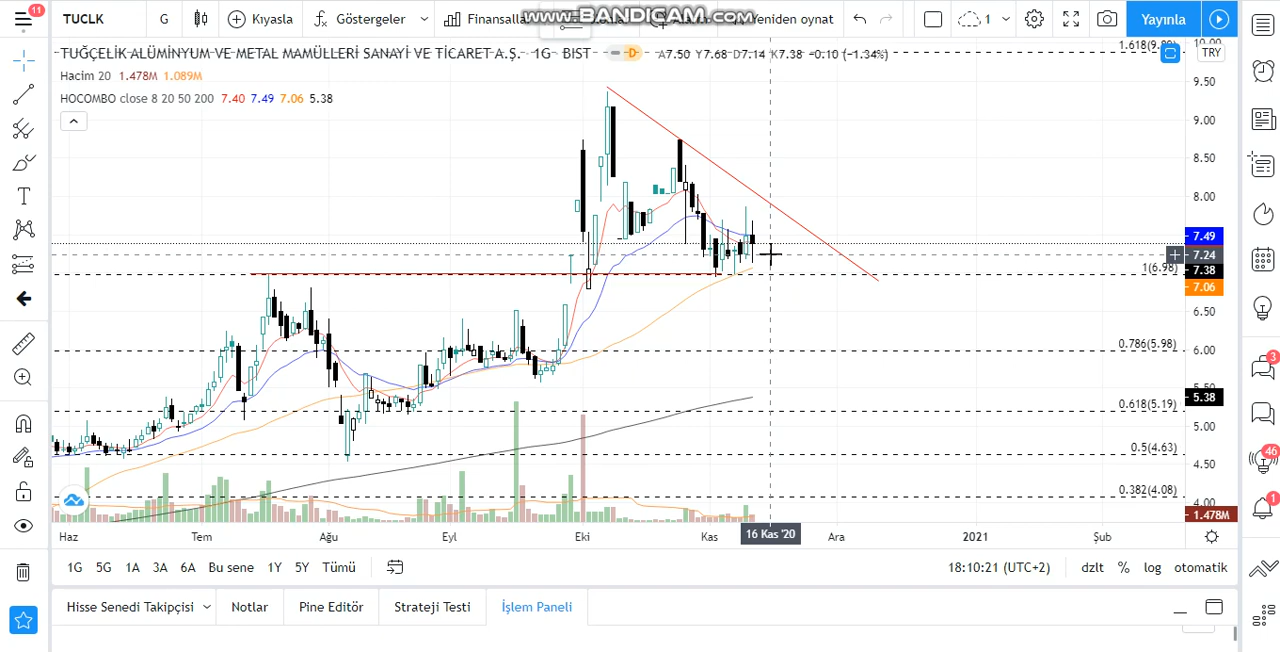 11
TUCLK
G
Kıyasla
Göstergeler
Finansalla
www.BANDICAM.com
Yeniden oynat
1
Yayınla
TUĞÇELİK ALÜMİNYUM VE METAL MAMÜLLERİ SANAYİ VE TİCARET A.Ş. · 1G · BIST
D
A7.50 Y7.68 D7.14 K7.38 −0.10 (−1.34%)
Hacim 20 1.478M 1.089M
HOCOMBO close 8 20 50 200 7.40 7.49 7.06 5.38
10.00
TRY
9.50
9.00
8.50
8.00
7.49
7.24
1(6.98)
7.38
7.06
6.50
0.786(5.98)
6.00
5.50
5.38
0.618(5.19)
5.00
0.5(4.63)
4.50
0.382(4.08)
4.00
1.478M
3
46
1
Haz
Tem
Ağu
Eyl
Eki
Kas
16 Kas '20
Ara
2021
Şub
1G 5G 1A 3A 6A Bu sene 1Y 5Y Tümü
18:10:21 (UTC+2)
dzlt % log otomatik
Hisse Senedi Takipçisi
Notlar
Pine Editör
Strateji Testi
İşlem Paneli